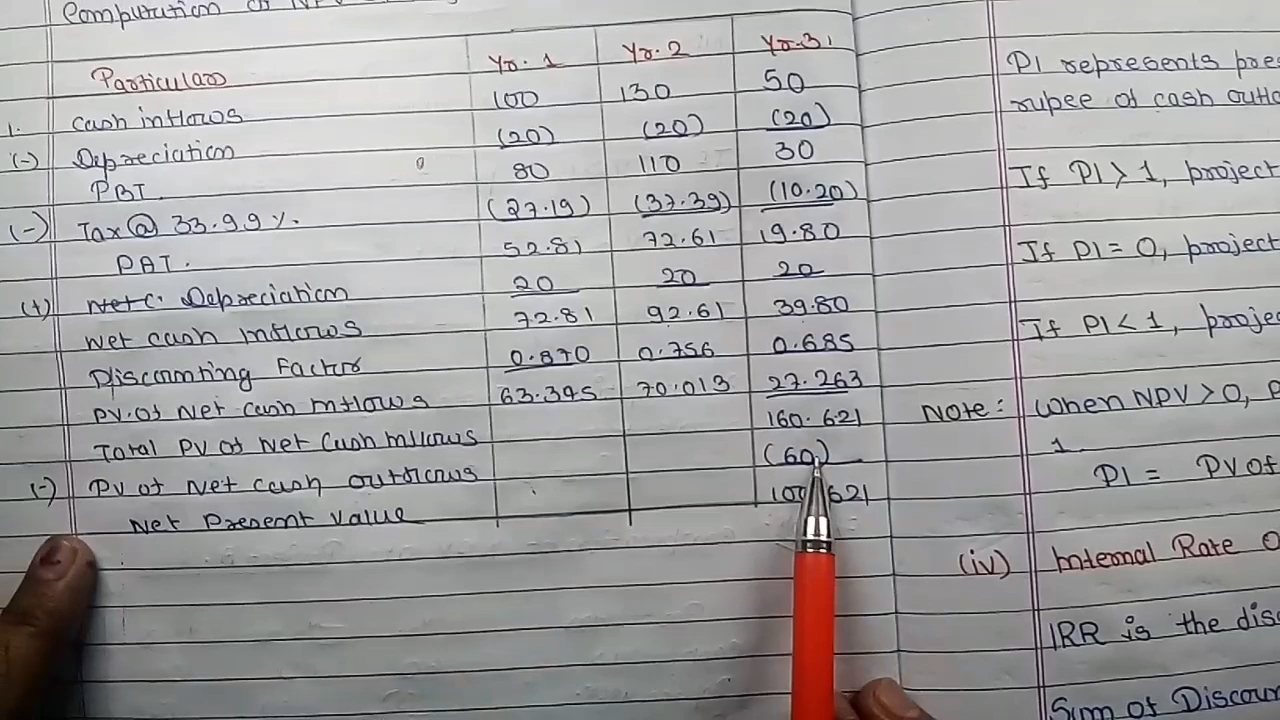 Computation of NPV
Particulars Yr. 1 Yr. 2 Yr. 3.
1. Cash inflows 100 130 50
(-) Depreciation (20) (20) (20)
PBT. 80 110 30
(-) Tax @ 33.99%. (27.19) (37.39) (10.20)
PAT. 52.81 72.61 19.80
(+) Net C. Depreciation 20 20 20
Net cash inflows 72.81 92.61 39.80
Discounting Factor 0.870 0.756 0.685
PV. of Net cash inflows 63.345 70.013 27.263
Total PV of Net Cash inflows 160.621
(-) PV of Net cash outflows (60)
Net Present Value 100.621
PI represents
rupee of cash
If PI > 1, project
If PI = 0, project
If PI < 1,
Note: When NPV > 0,
1.
PI = PV of
(iv) Internal Rate
IRR is the
Sum of